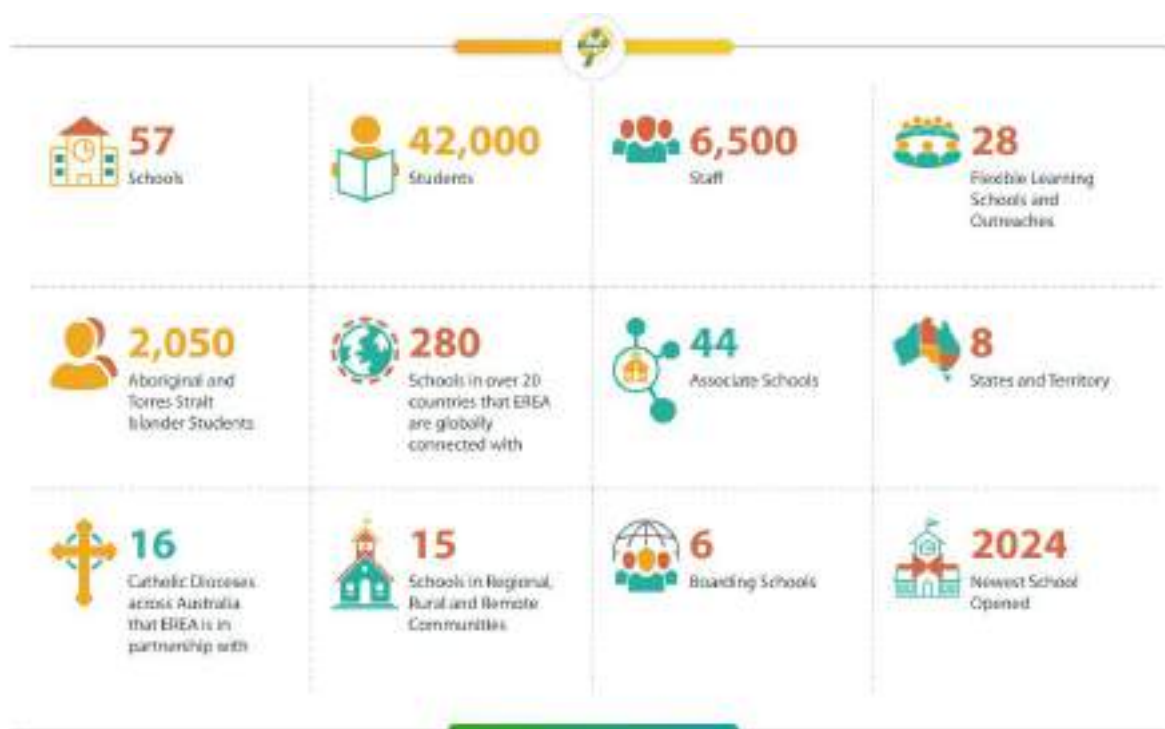 57
Schools
42,000
Students
6,500
Staff
28
Flexible Learning
Schools and
Outreaches
2,050
Aboriginal and
Torres Strait
Islander Students
280
Schools in over 20
countries that EREA
are globally
connected with
44
Associate Schools
8
States and Territory
16
Catholic Dioceses
across Australia
that EREA is in
partnership with
15
Schools in Regional,
Rural and Remote
Communities
6
Boarding Schools
2024
Newest School
Opened